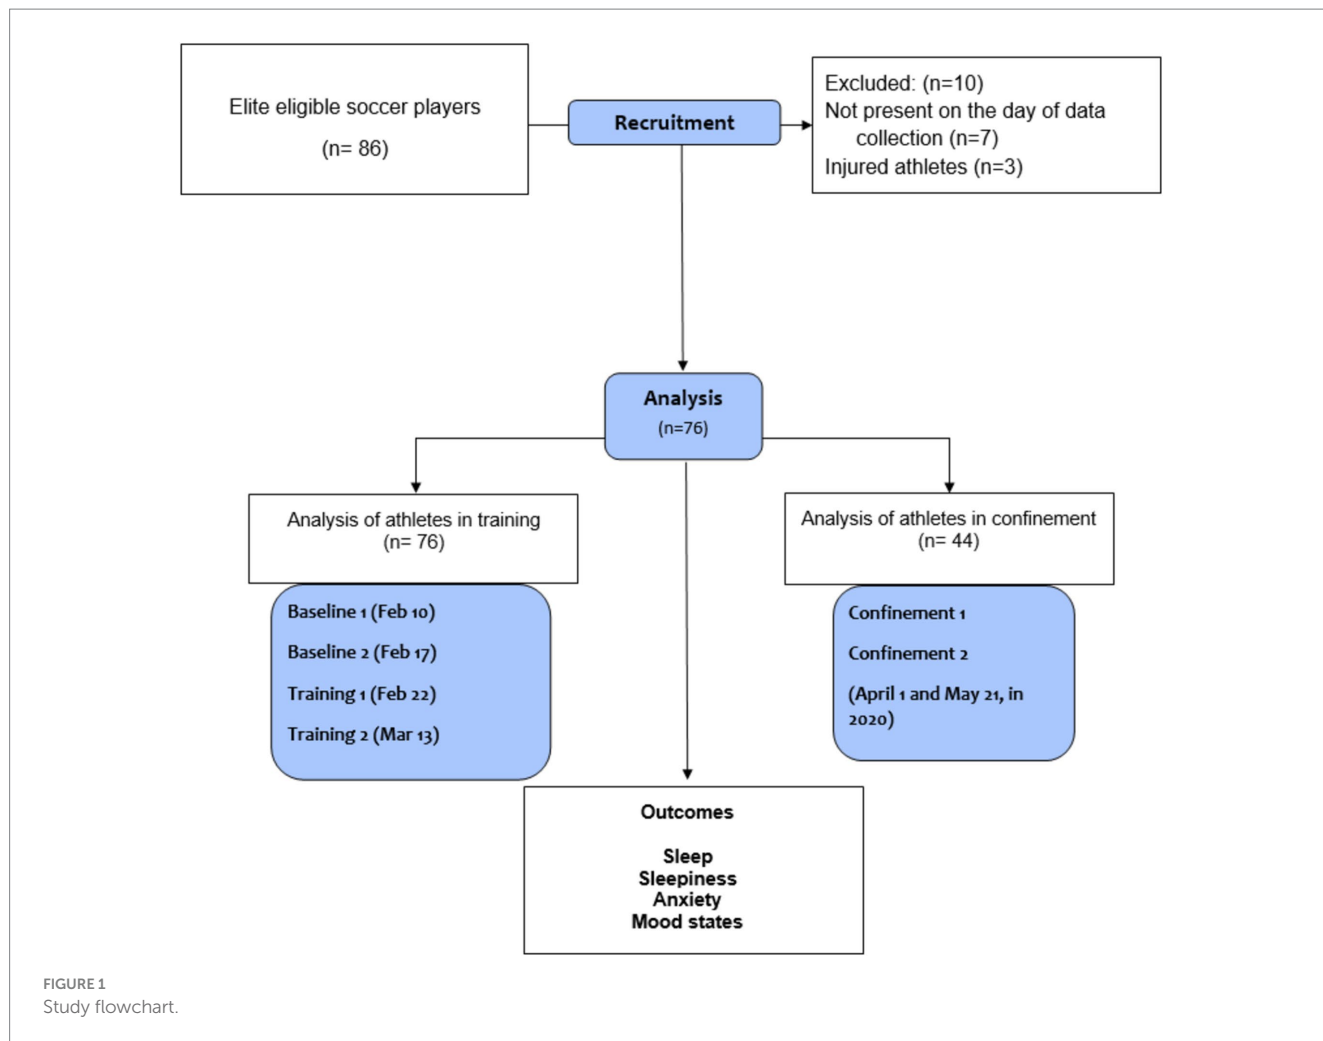 Elite eligible soccer players
(n= 86)
Recruitment
Excluded: (n=10)
Not present on the day of data
collection (n=7)
Injured athletes (n=3)
Analysis
(n=76)
Analysis of athletes in training
(n= 76)
Baseline 1 (Feb 10)
Baseline 2 (Feb 17)
Training 1 (Feb 22)
Training 2 (Mar 13)
Analysis of athletes in confinement
(n= 44)
Confinement 1
Confinement 2
(April 1 and May 21, in
2020)
Outcomes
Sleep
Sleepiness
Anxiety
Mood states
FIGURE 1
Study flowchart.